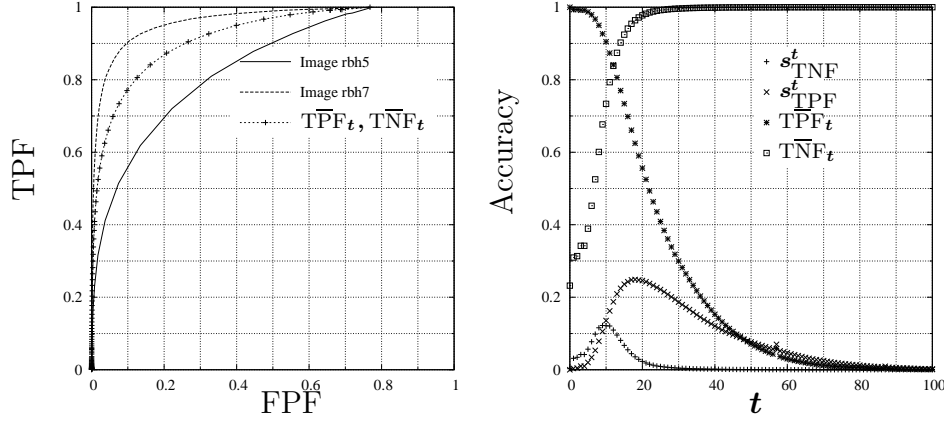 TPF
1
0.8
0.6
0.4
0.2
0
0
0.2
0.4
0.6
0.8
1
FPF
Image rbh5
Image rbh7
TP̅F_t, TN̅F_t
Accuracy
1
0.8
0.6
0.4
0.2
0
0
20
40
60
80
100
t
s^t_TNF
s^t_TPF
TP̅F_t
TN̅F_t